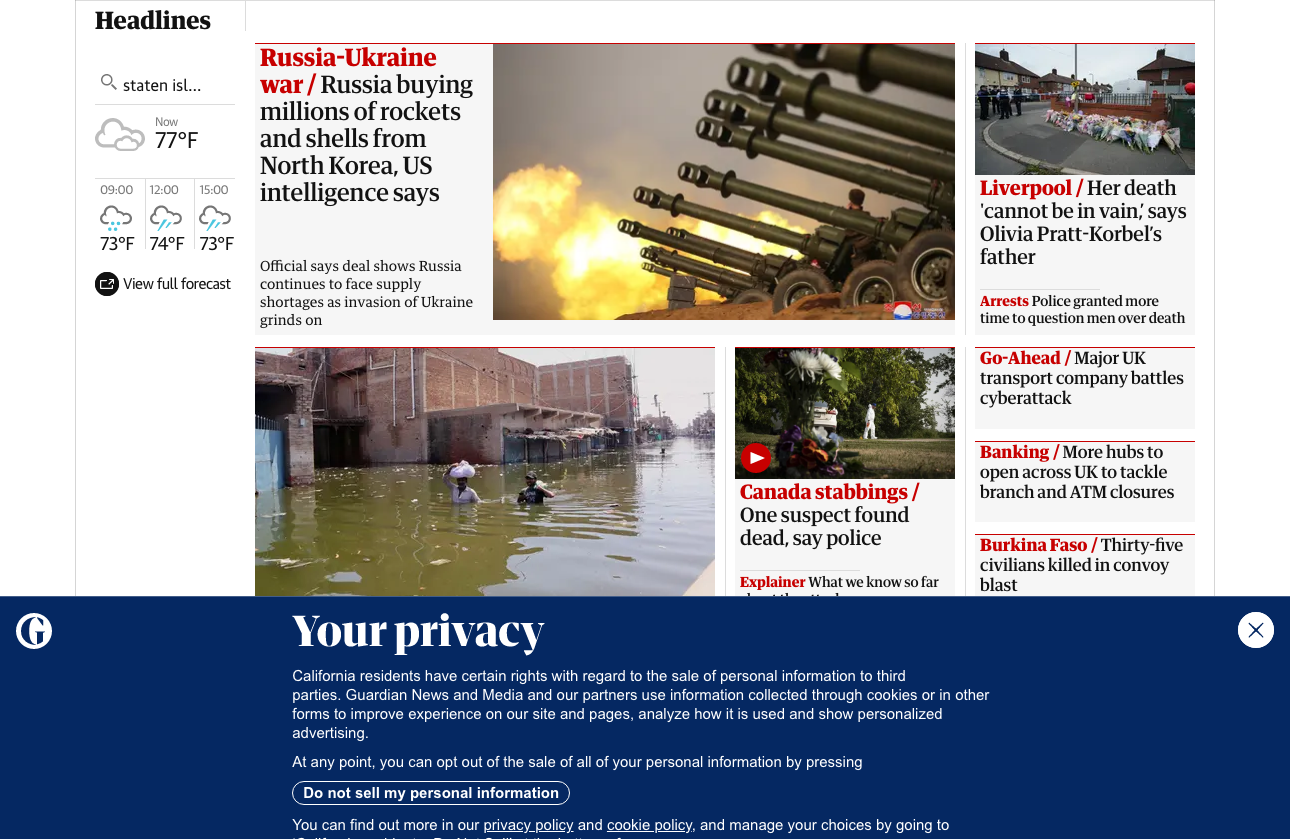 Headlines
staten isl...
Now
77°F
09:00 12:00 15:00
73°F 74°F 73°F
View full forecast
Russia-Ukraine
war / Russia buying
millions of rockets
and shells from
North Korea, US
intelligence says
Official says deal shows Russia
continues to face supply
shortages as invasion of Ukraine
grinds on
Liverpool / Her death
'cannot be in vain,’ says
Olivia Pratt-Korbel’s
father
Arrests Police granted more
time to question men over death
Canada stabbings /
One suspect found
dead, say police
Explainer What we know so far
Go-Ahead / Major UK
transport company battles
cyberattack
Banking / More hubs to
open across UK to tackle
branch and ATM closures
Burkina Faso / Thirty-five
civilians killed in convoy
blast
Your privacy
California residents have certain rights with regard to the sale of personal information to third
parties. Guardian News and Media and our partners use information collected through cookies or in other
forms to improve experience on our site and pages, analyze how it is used and show personalized
advertising.
At any point, you can opt out of the sale of all of your personal information by pressing
Do not sell my personal information
You can find out more in our privacy policy and cookie policy, and manage your choices by going to